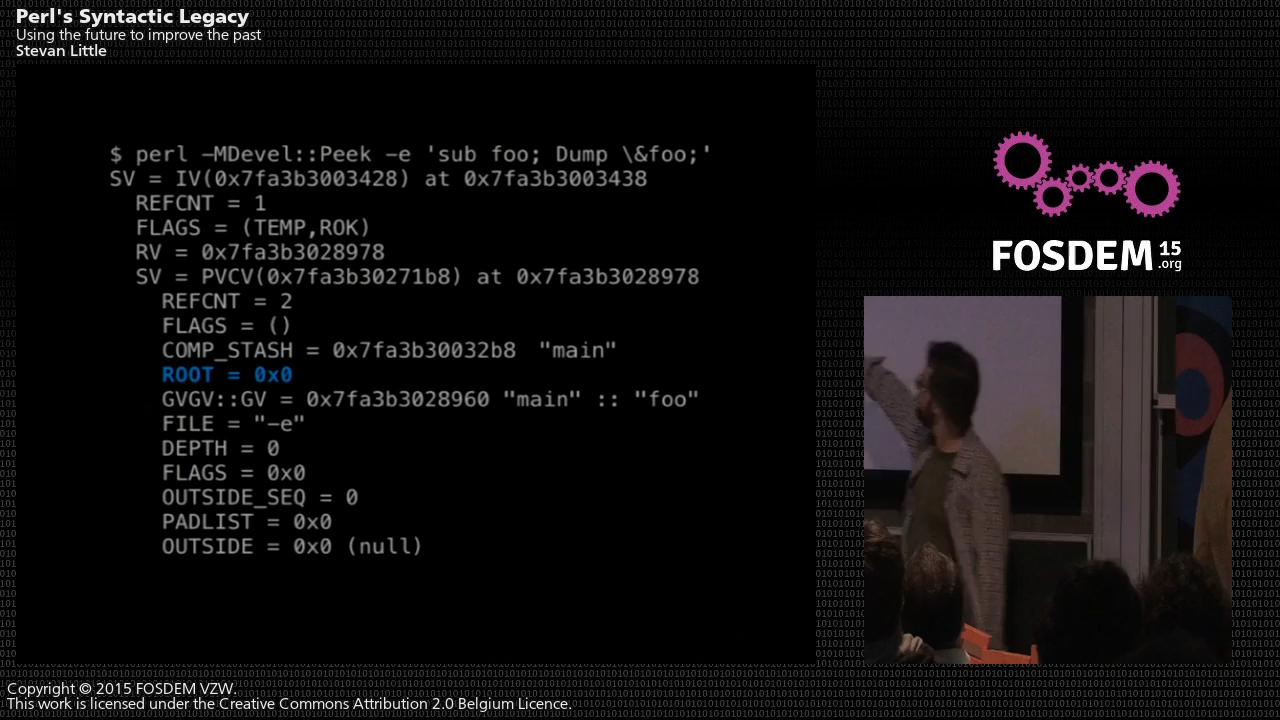 Perl's Syntactic Legacy
Using the future to improve the past
Stevan Little
$ perl -MDevel::Peek -e 'sub foo; Dump \&foo;'
SV = IV(0x7fa3b3003428) at 0x7fa3b3003438
REFCNT = 1
FLAGS = (TEMP,ROK)
RV = 0x7fa3b3028978
SV = PVCV(0x7fa3b30271b8) at 0x7fa3b3028978
REFCNT = 2
FLAGS = ()
COMP_STASH = 0x7fa3b30032b8  "main"
ROOT = 0x0
GVGV::GV = 0x7fa3b3028960 "main" :: "foo"
FILE = "-e"
DEPTH = 0
FLAGS = 0x0
OUTSIDE_SEQ = 0
PADLIST = 0x0
OUTSIDE = 0x0 (null)
FOSDEM 15
.org
Copyright © 2015 FOSDEM VZW.
This work is licensed under the Creative Commons Attribution 2.0 Belgium Licence.